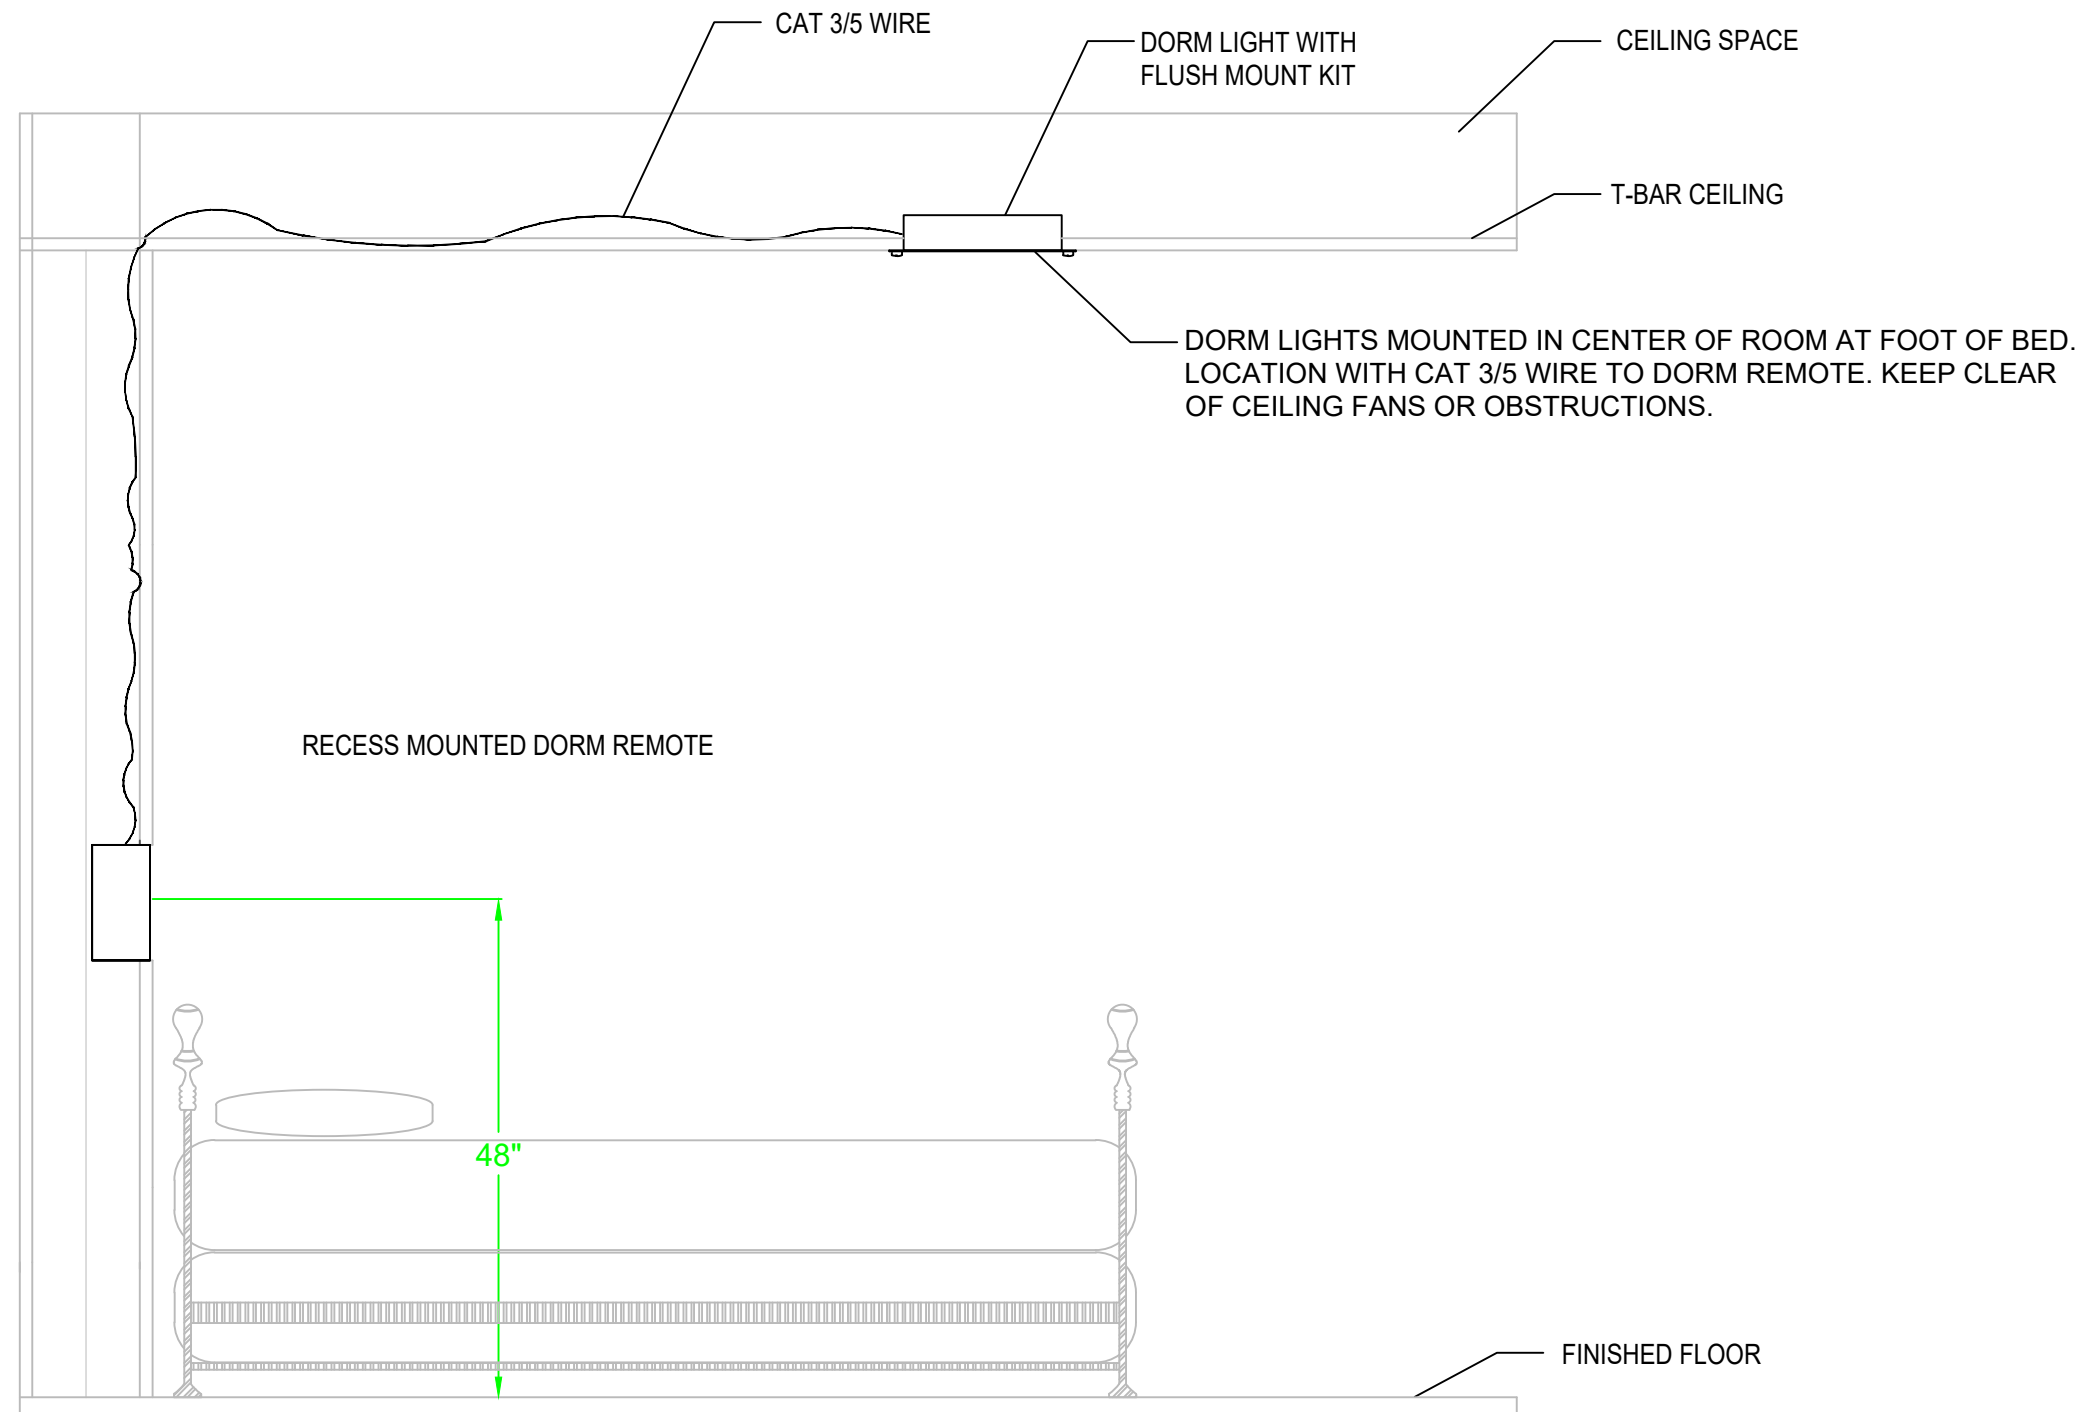 CAT 3/5 WIRE
DORM LIGHT WITH
FLUSH MOUNT KIT
CEILING SPACE
T-BAR CEILING
DORM LIGHTS MOUNTED IN CENTER OF ROOM AT FOOT OF BED.
LOCATION WITH CAT 3/5 WIRE TO DORM REMOTE. KEEP CLEAR
OF CEILING FANS OR OBSTRUCTIONS.
RECESS MOUNTED DORM REMOTE
48"
FINISHED FLOOR